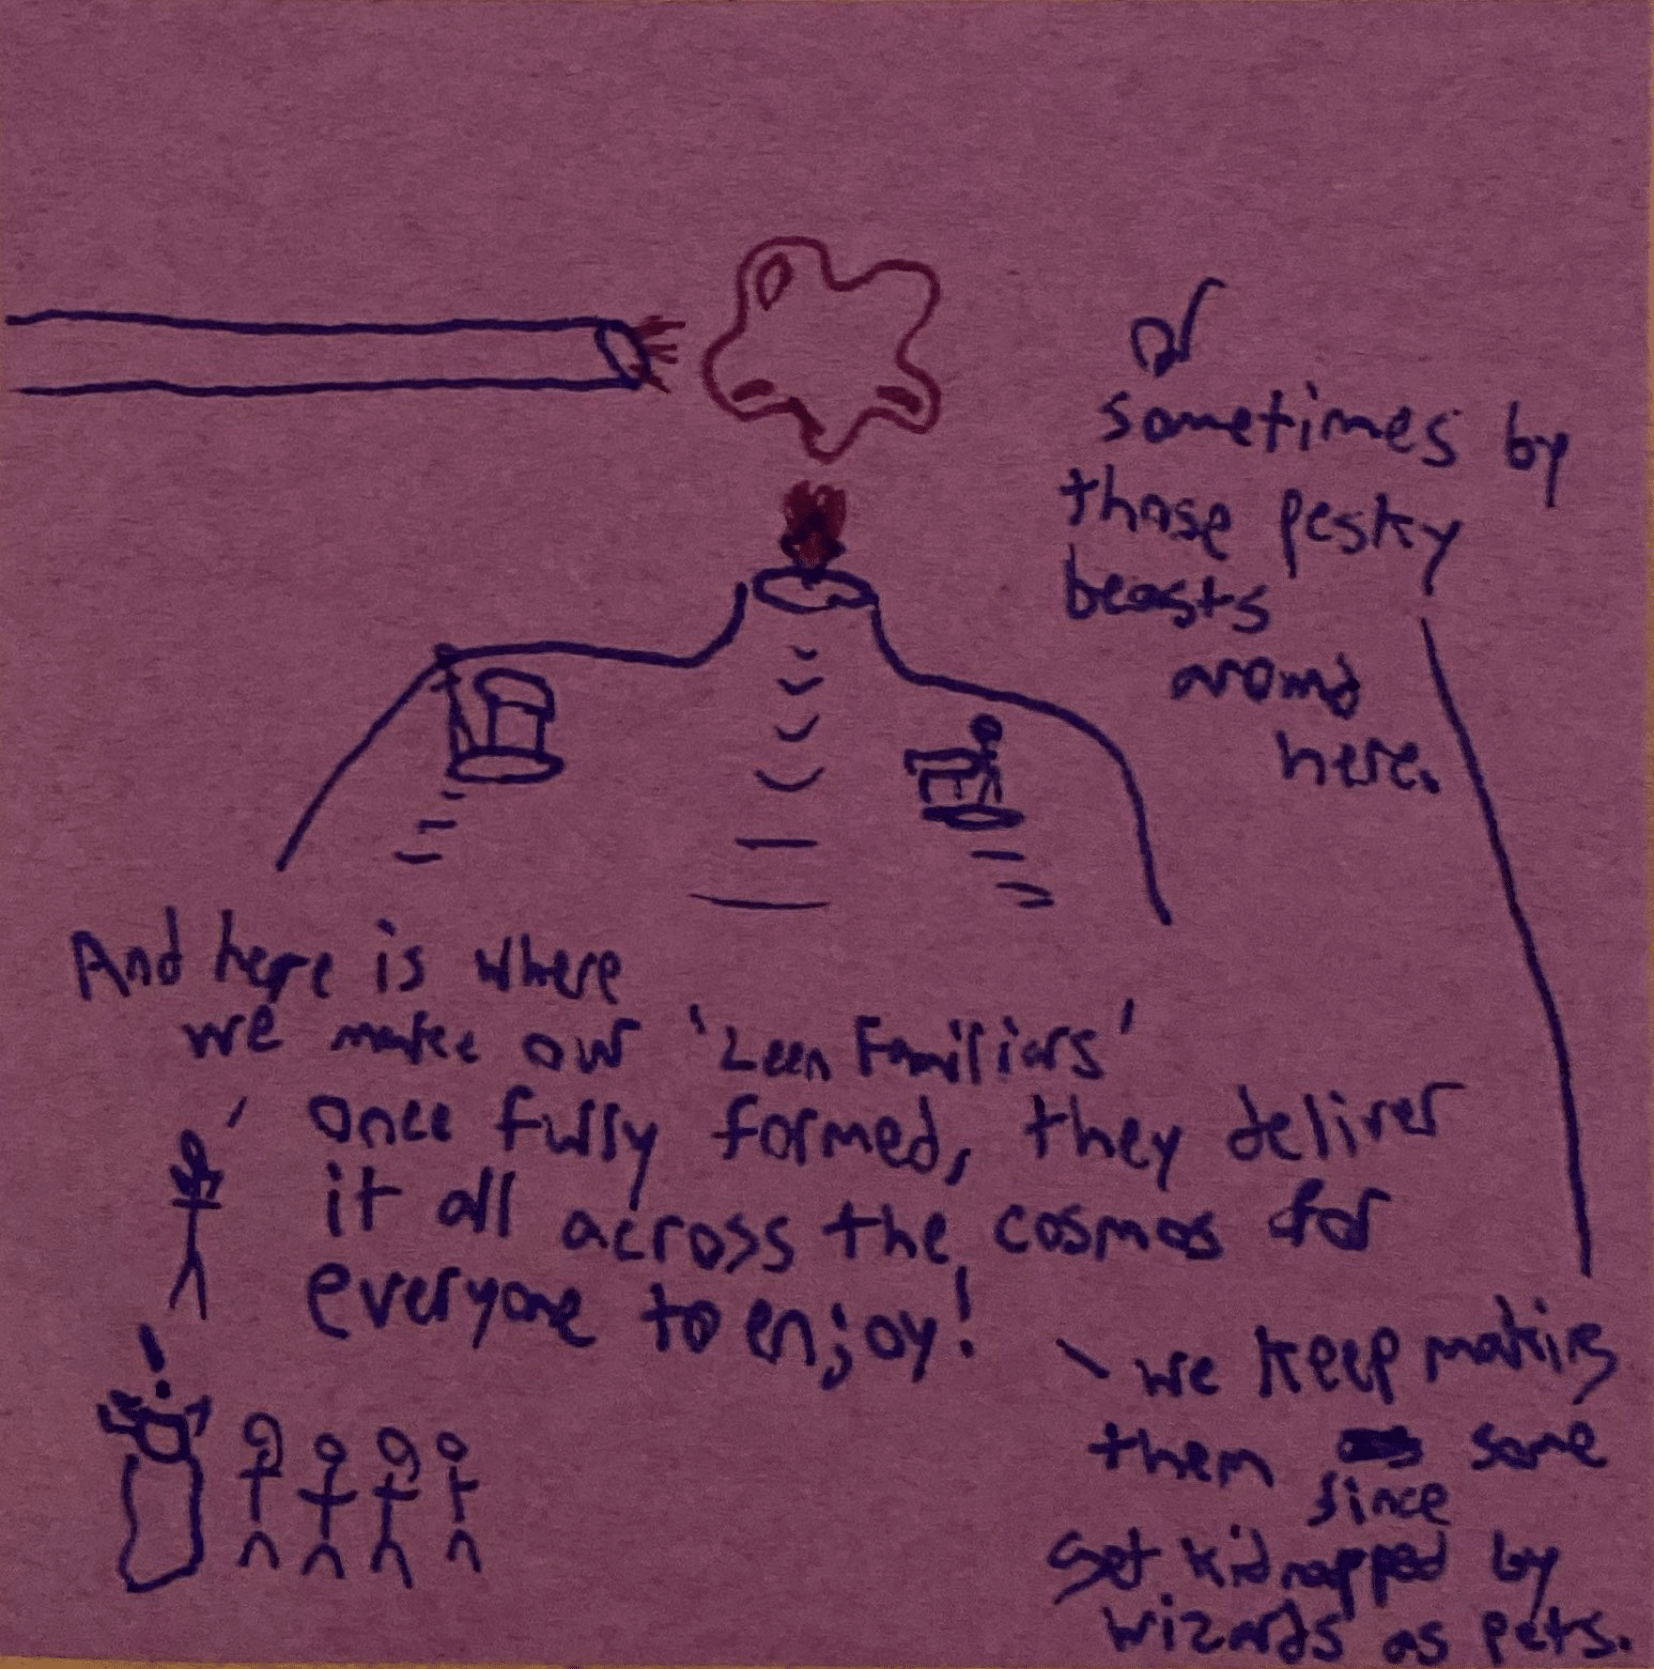 And here is where
we make our 'Leen Familiars'
once fully formed, they deliver
it all across the cosmos for
everyone to enjoy!
we keep making
them since some
get kidnapped by
wizards as pets.
or
sometimes by
those pesky
beasts
around
here.